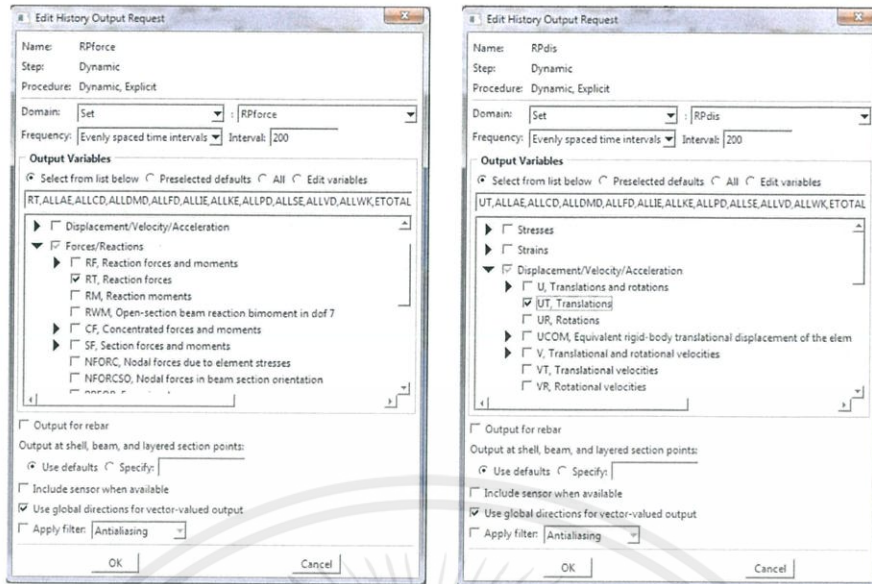 Edit History Output Request
Name: RPforce
Step: Dynamic
Procedure: Dynamic, Explicit
Domain: Set : RPforce
Frequency: Evenly spaced time intervals Interval: 200
Output Variables
Select from list below Preselected defaults All Edit variables
RT,ALLAE,ALLCD,ALLDMD,ALLFD,ALLIE,ALLKE,ALLPD,ALLSE,ALLVD,ALLWK,ETOTAL
Displacement/Velocity/Acceleration
Forces/Reactions
RF, Reaction forces and moments
RT, Reaction forces
RM, Reaction moments
RWM, Open-section beam reaction bimoment in dof 7
CF, Concentrated forces and moments
SF, Section forces and moments
NFORC, Nodal forces due to element stresses
NFORCSO, Nodal forces in beam section orientation
Output for rebar
Output at shell, beam, and layered section points:
Use defaults Specify:
Include sensor when available
Use global directions for vector-valued output
Apply filter: Antialiasing
OK Cancel
Edit History Output Request
Name: RPdis
Step: Dynamic
Procedure: Dynamic, Explicit
Domain: Set : RPdis
Frequency: Evenly spaced time intervals Interval: 200
Output Variables
Select from list below Preselected defaults All Edit variables
UT,ALLAE,ALLCD,ALLDMD,ALLFD,ALLIE,ALLKE,ALLPD,ALLSE,ALLVD,ALLWK,ETOTAL
Stresses
Strains
Displacement/Velocity/Acceleration
U, Translations and rotations
UT, Translations
UR, Rotations
UCOM, Equivalent rigid-body translational displacement of the elem
V, Translational and rotational velocities
VT, Translational velocities
VR, Rotational velocities
Output for rebar
Output at shell, beam, and layered section points:
Use defaults Specify:
Include sensor when available
Use global directions for vector-valued output
Apply filter: Antialiasing
OK Cancel